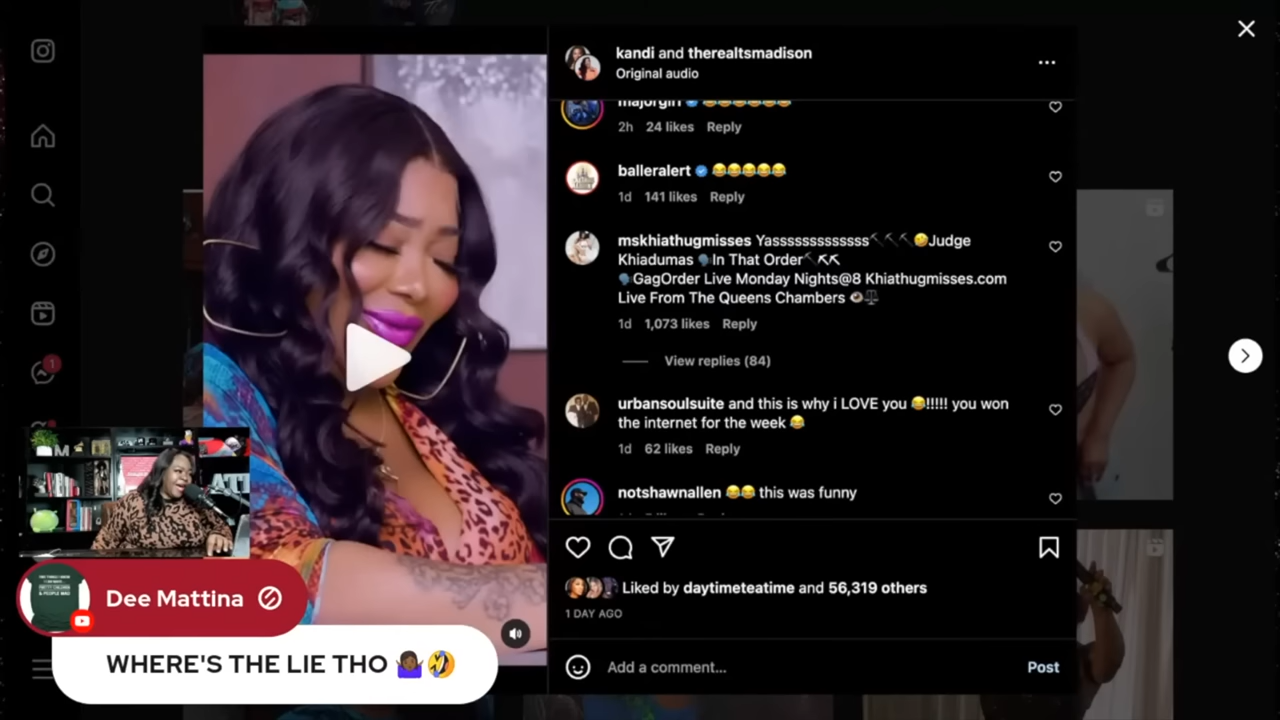 kandi and therealtsmadison
Original audio
majorgirl 😂😂😂😂😂😂
2h 24 likes Reply
balleralert 😂😂😂😂😂
1d 141 likes Reply
mskhiathugmisses Yasssssssssssss⛏⛏⛏🤣Judge
Khiadumas 🗣In That Order⛏⛏⛏
🗣GagOrder Live Monday Nights@8 Khiathugmisses.com
Live From The Queens Chambers 👁⚖
1d 1,073 likes Reply
View replies (84)
urbansoulsuite and this is why i LOVE you 😂!!!!! you won
the internet for the week 😂
1d 62 likes Reply
notshawnallen 😂😂 this was funny
Liked by daytimeteatime and 56,319 others
1 DAY AGO
Add a comment... Post
1
ATL
Dee Mattina
WHERE'S THE LIE THO 🤷🏾‍♀️🤣